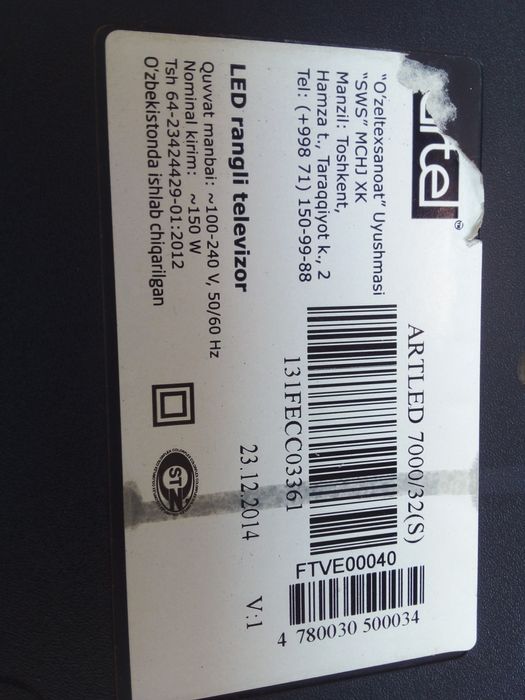 artel™
"O'zeltexsanoat" Uyushmasi
"SWS" MCHJ XK
Manzil: Toshkent,
Hamza t., Taraqqiyot k., 2
Tel: (+998 71) 150-99-88
LED rangli televizor
Quvvat manbai: ~100-240 V, 50/60 Hz
Nominal kirim: ~150 W
Tsh 64-23424429-01:2012
O'zbekistonda ishlab chiqarilgan
ARTLED 7000/32(S)
131FECC03361
23.12.2014
V:1
FTVE00040
4 780030 500034
STZ